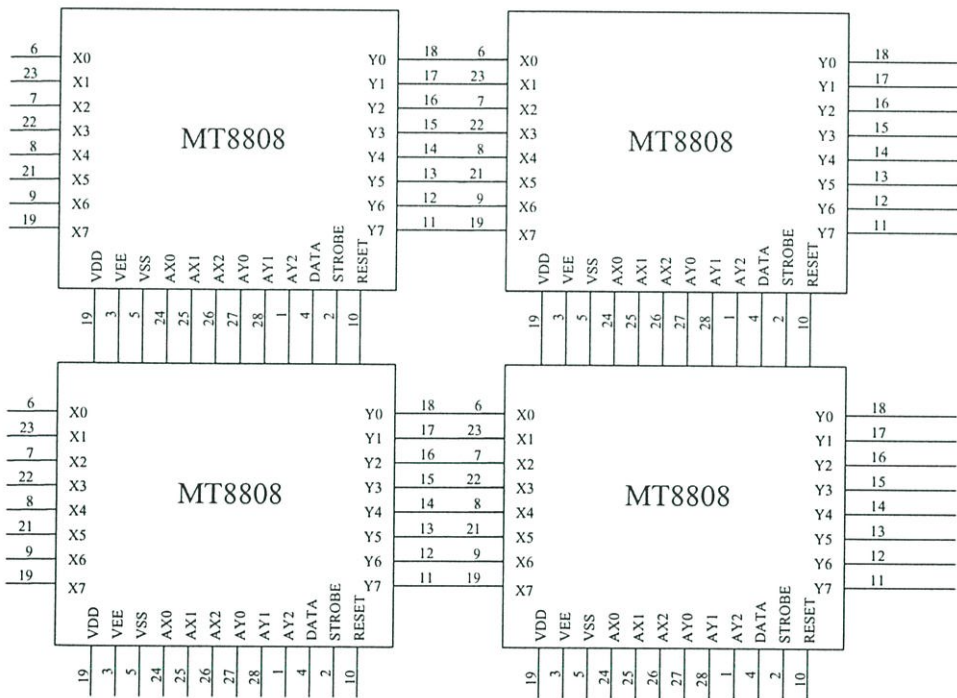 6 X0 Y0 18 6 X0 Y0 18
23 X1 Y1 17 23 X1 Y1 17
7 X2 Y2 16 7 X2 Y2 16
22 X3 MT8808 Y3 15 22 X3 MT8808 Y3 15
8 X4 Y4 14 8 X4 Y4 14
21 X5 Y5 13 21 X5 Y5 13
9 X6 Y6 12 9 X6 Y6 12
19 X7 Y7 11 19 X7 Y7 11
VDD VEE VSS AX0 AX1 AX2 AY0 AY1 AY2 DATA STROBE RESET VDD VEE VSS AX0 AX1 AX2 AY0 AY1 AY2 DATA STROBE RESET
19 3 5 24 25 26 27 28 1 4 2 10 19 3 5 24 25 26 27 28 1 4 2 10
6 X0 Y0 18 6 X0 Y0 18
23 X1 Y1 17 23 X1 Y1 17
7 X2 Y2 16 7 X2 Y2 16
22 X3 MT8808 Y3 15 22 X3 MT8808 Y3 15
8 X4 Y4 14 8 X4 Y4 14
21 X5 Y5 13 21 X5 Y5 13
9 X6 Y6 12 9 X6 Y6 12
19 X7 Y7 11 19 X7 Y7 11
VDD VEE VSS AX0 AX1 AX2 AY0 AY1 AY2 DATA STROBE RESET VDD VEE VSS AX0 AX1 AX2 AY0 AY1 AY2 DATA STROBE RESET
19 3 5 24 25 26 27 28 1 4 2 10 19 3 5 24 25 26 27 28 1 4 2 10